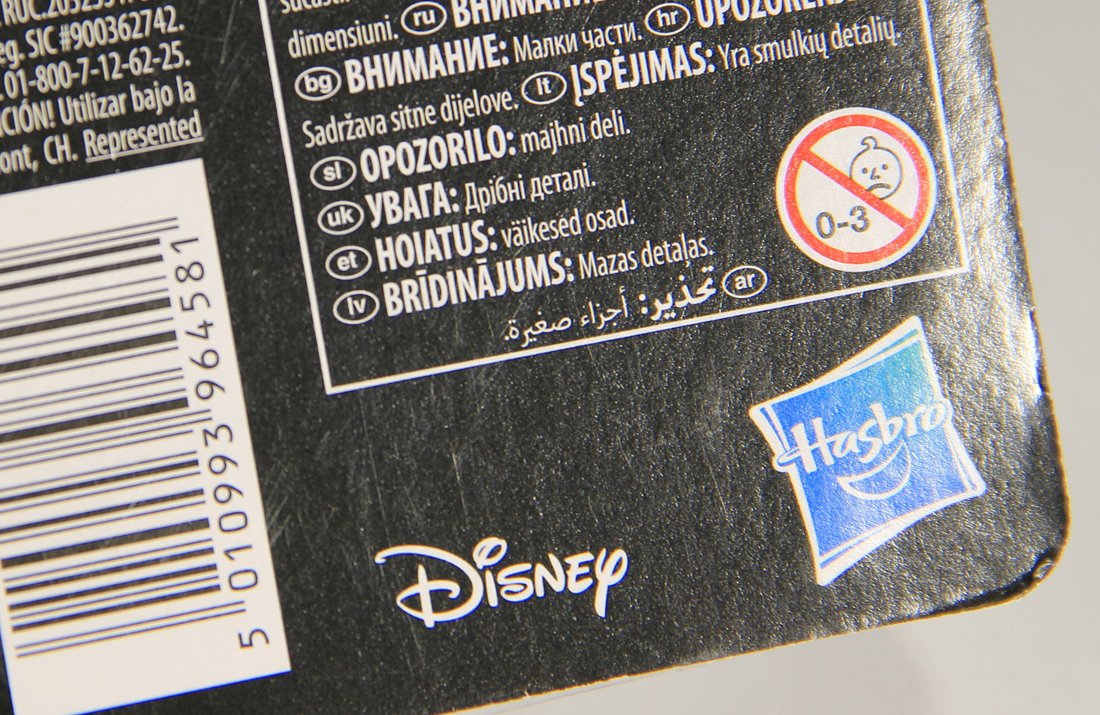 eg. SIC #900362742.
01-800-7-12-62-25.
CIÓN! Utilizar bajo la
ont, CH. Represented
dimensiuni. ru ВНИМАНИЕ
bg ВНИМАНИЕ: Малки части. hr
Sadržava sitne dijelove. lt ĮSPĖJIMAS: Yra smulkių detalių.
sl OPOZORILO: majhni deli.
uk УВАГА: Дрібні деталі.
et HOIATUS: väikesed osad.
lv BRĪDINĀJUMS: Mazas detaļas.
ar تحذير: أجزاء صغيرة.
0-3
5 010993 964581
Hasbro
Disney